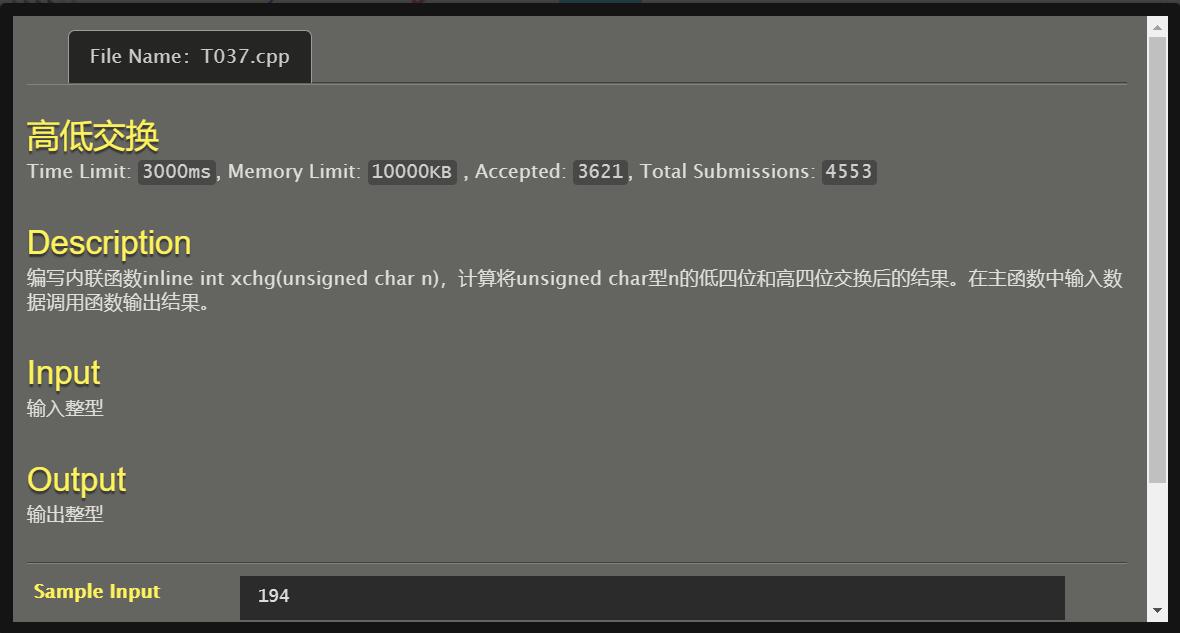 File Name：T037.cpp
高低交换
Time Limit: 3000ms, Memory Limit: 10000KB , Accepted: 3621, Total Submissions: 4553
Description
编写内联函数inline int xchg(unsigned char n)，计算将unsigned char型n的低四位和高四位交换后的结果。在主函数中输入数
据调用函数输出结果。
Input
输入整型
Output
输出整型
Sample Input
194